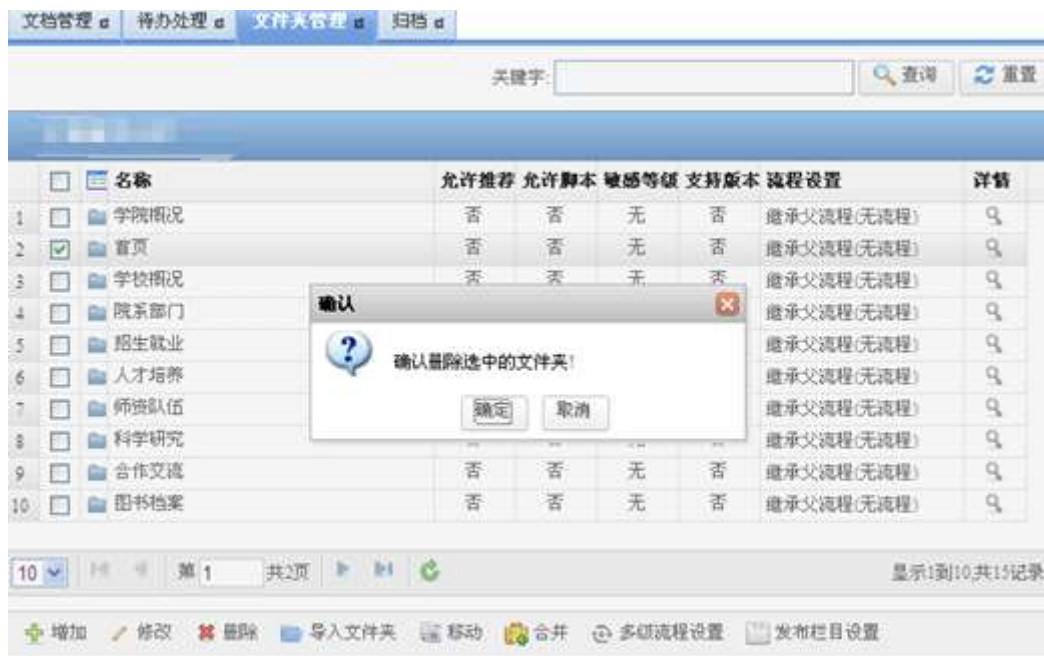 文档管理 待办处理 文件夹管理 归档
关键字: 查询 重置
名称 允许推荐 允许脚本 敏感等级 支持版本 流程设置 详情
1 学院概况 否 否 无 否 继承父流程(无流程)
2 首页 否 否 无 否 继承父流程(无流程)
3 学校概况 否 否 无 否 继承父流程(无流程)
4 院系部门 继承父流程(无流程)
5 招生就业 继承父流程(无流程)
6 人才培养 继承父流程(无流程)
7 师资队伍 继承父流程(无流程)
8 科学研究 继承父流程(无流程)
9 合作交流 否 否 无 否 继承父流程(无流程)
10 图书档案 否 否 无 否 继承父流程(无流程)
确认
确认删除选中的文件夹!
确定 取消
10 第 1 共2页 显示1到10,共15记录
增加 修改 删除 导入文件夹 移动 合并 多级流程设置 发布栏目设置